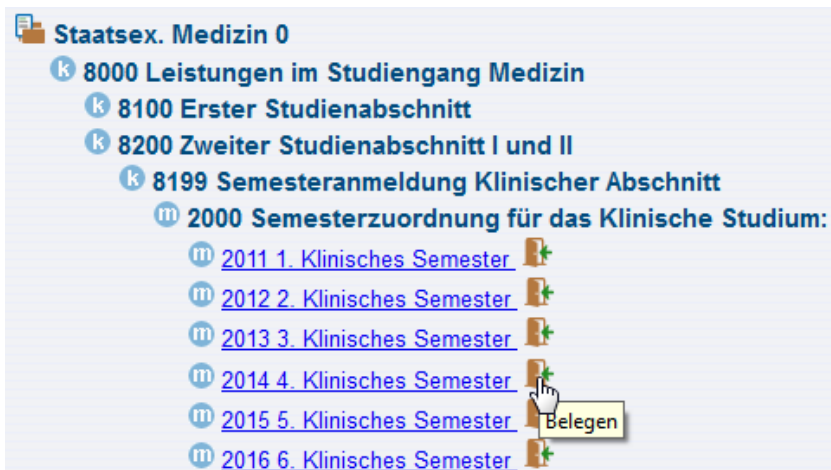 Staatsex. Medizin 0
k 8000 Leistungen im Studiengang Medizin
k 8100 Erster Studienabschnitt
k 8200 Zweiter Studienabschnitt I und II
k 8199 Semesteranmeldung Klinischer Abschnitt
m 2000 Semesterzuordnung für das Klinische Studium:
m 2011 1. Klinisches Semester
m 2012 2. Klinisches Semester
m 2013 3. Klinisches Semester
m 2014 4. Klinisches Semester
m 2015 5. Klinisches Semester
Belegen
m 2016 6. Klinisches Semester